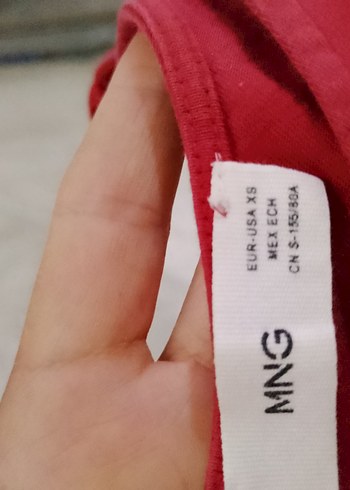 EUR-USA XS
MEX ECH
CN S-155/80A
MNG